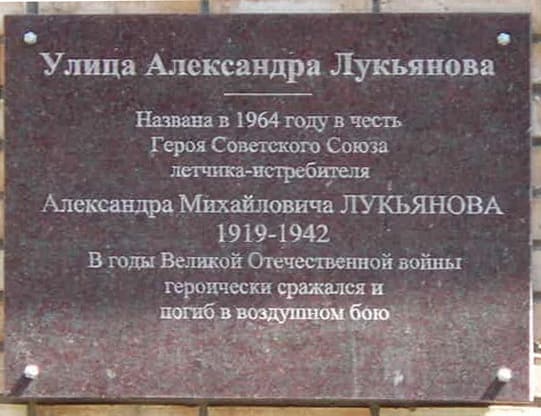 Улица Александра Лукьянова
Названа в 1964 году в честь
Героя Советского Союза
летчика-истребителя
Александра Михайловича ЛУКЬЯНОВА
1919-1942
В годы Великой Отечественной войны
героически сражался и
погиб в воздушном бою